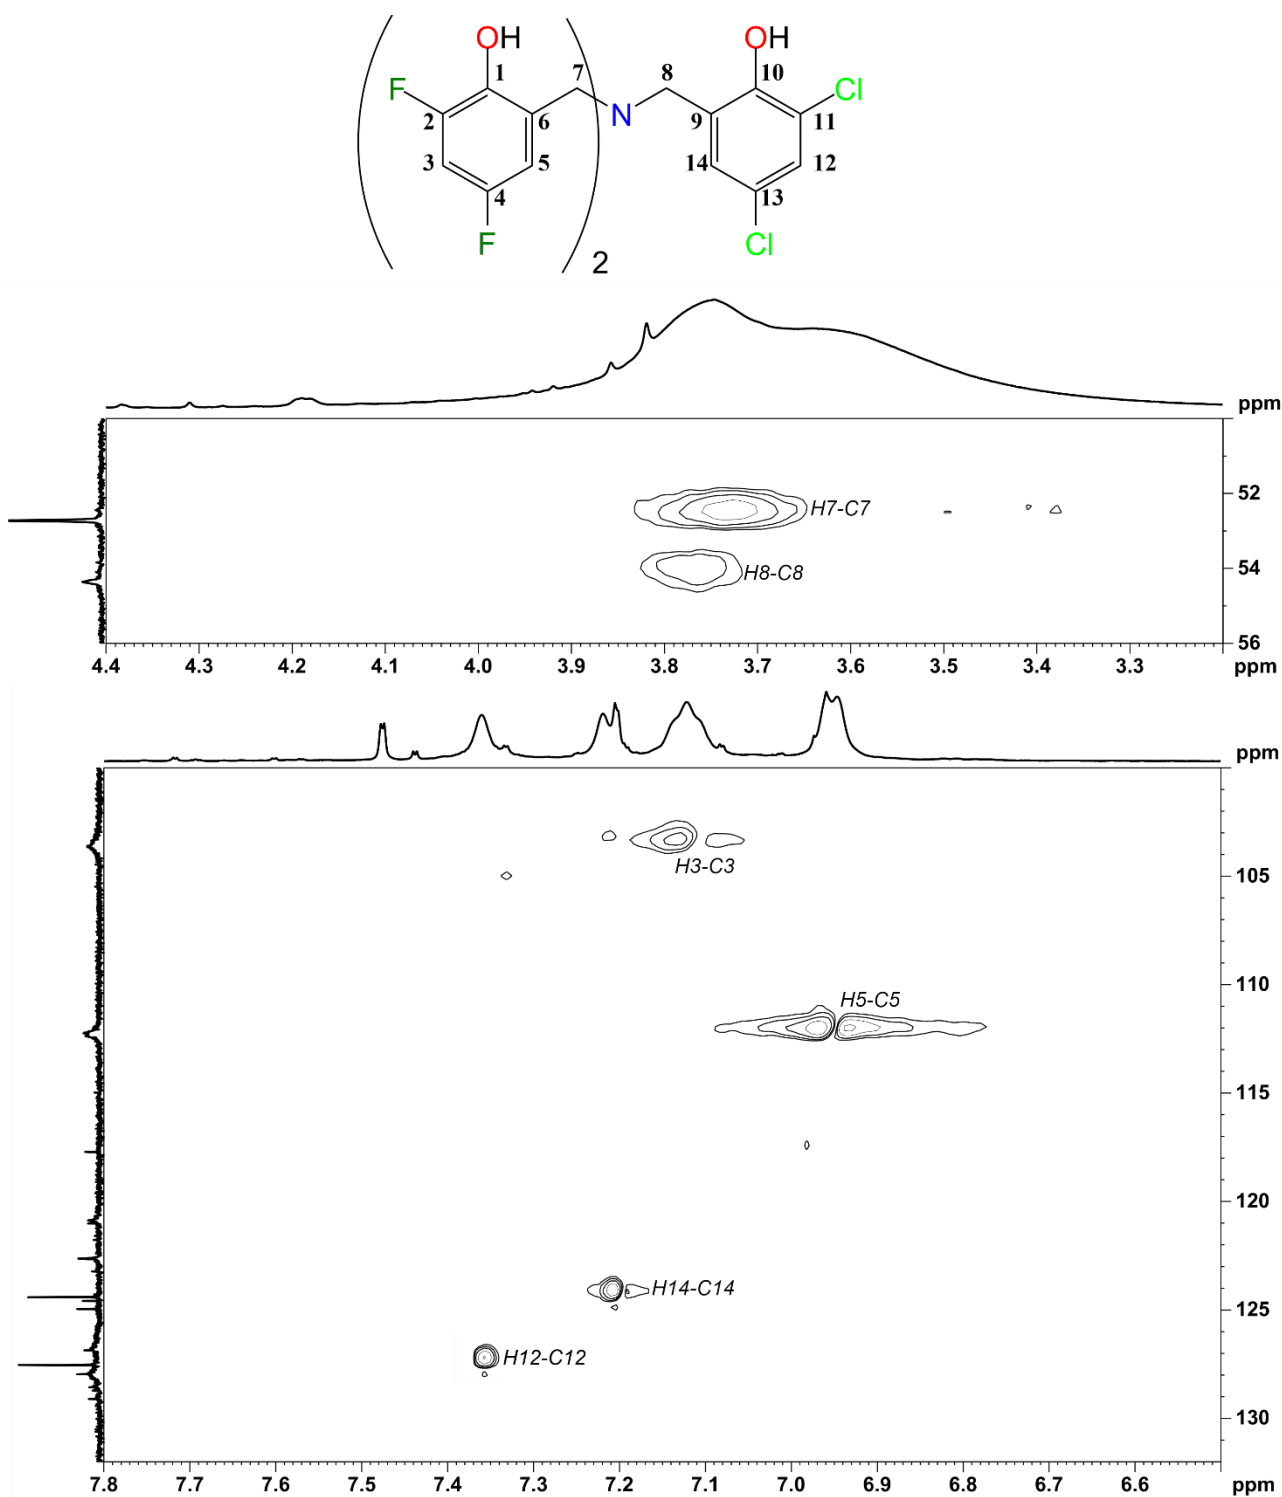 OH OH
1 7 8 10
F N Cl
2 6 9 11
3 5 14 12
4 13
F Cl
2
ppm
52
H7-C7
54
H8-C8
56
4.4 4.3 4.2 4.1 4.0 3.9 3.8 3.7 3.6 3.5 3.4 3.3 ppm
ppm
H3-C3
105
H5-C5
110
115
120
H14-C14
125
H12-C12
130
7.8 7.7 7.6 7.5 7.4 7.3 7.2 7.1 7.0 6.9 6.8 6.7 6.6 ppm